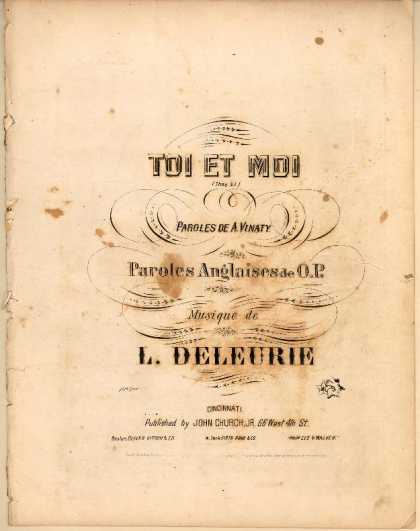 TOI ET MOI
PAROLES DE A. VINATY.
Paroles Anglaises de O.P.
Musique de
L. DELEURIE
CINCINNATI.
Published by JOHN CHURCH, JR. 66 West 4th St.